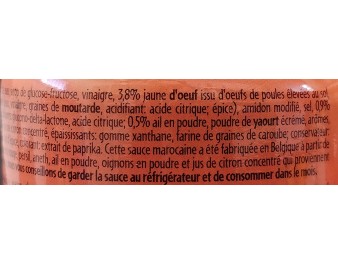 de glucose-fructose, vinaigre, 3,8% jaune d'oeuf issu d'oeufs de poules élevées au sol,
vinaigre, graines de moutarde, acidifiant: acide citrique; épice), amidon modifié, sel, 0,9%
-delta-lactone, acide citrique; 0,5% ail en poudre, poudre de yaourt écrémé, arômes,
concentré, épaississants: gomme xanthane, farine de graines de caroube; conservateur:
extrait de paprika. Cette sauce marocaine a été fabriquée en Belgique à partir de
persil, aneth, ail en poudre, oignons en poudre et jus de citron concentré qui proviennent
vous conseillons de garder la sauce au réfrigérateur et de consommer dans le mois.